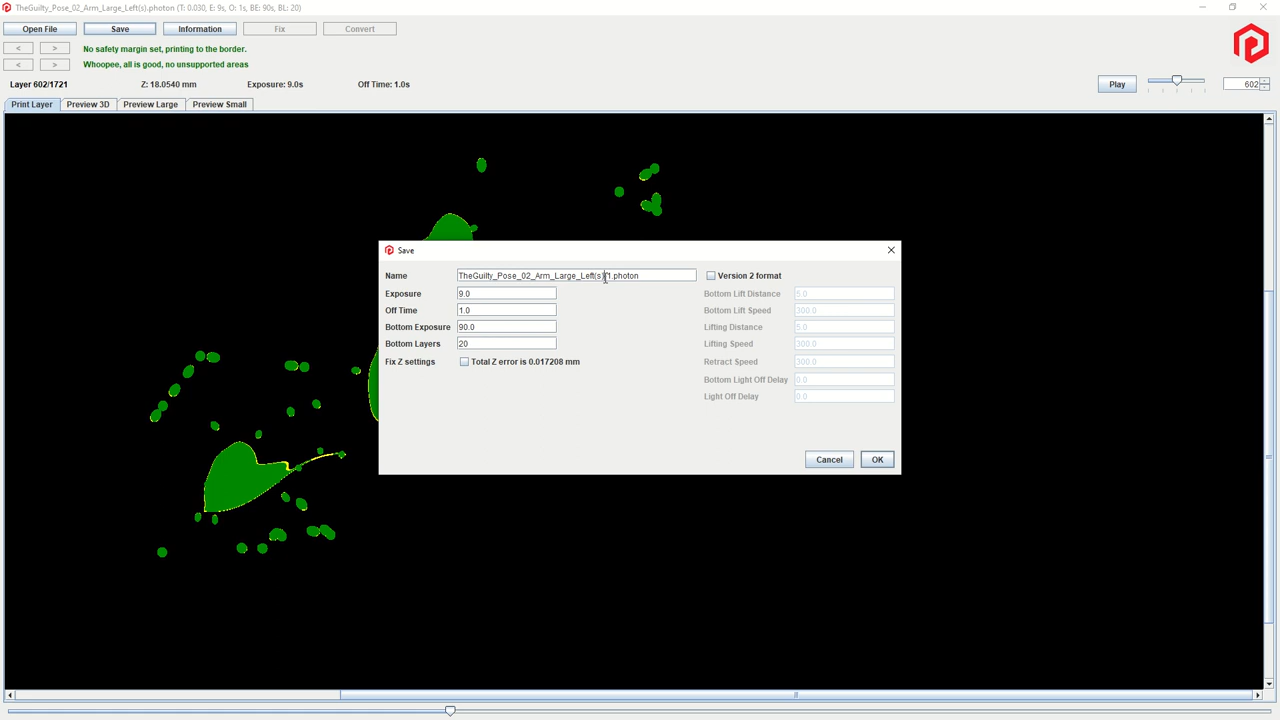 TheGuilty_Pose_02_Arm_Large_Left(s).photon (T: 0.030, E: 9s, O: 1s, BE: 90s, BL: 20)
Open File Save Information Fix Convert
< > No safety margin set, printing to the border.
< > Whoopee, all is good, no unsupported areas
Layer 602/1721 Z: 18.0540 mm Exposure: 9.0s Off Time: 1.0s Play 602
Print Layer Preview 3D Preview Large Preview Small
Save
Name TheGuilty_Pose_02_Arm_Large_Left(s) 1.photon Version 2 format
Exposure 9.0 Bottom Lift Distance 5.0
Off Time 1.0 Bottom Lift Speed 300.0
Bottom Exposure 90.0 Lifting Distance 5.0
Bottom Layers 20 Lifting Speed 300.0
Fix Z settings Total Z error is 0.017208 mm Retract Speed 300.0
Bottom Light Off Delay 0.0
Light Off Delay 0.0
Cancel OK